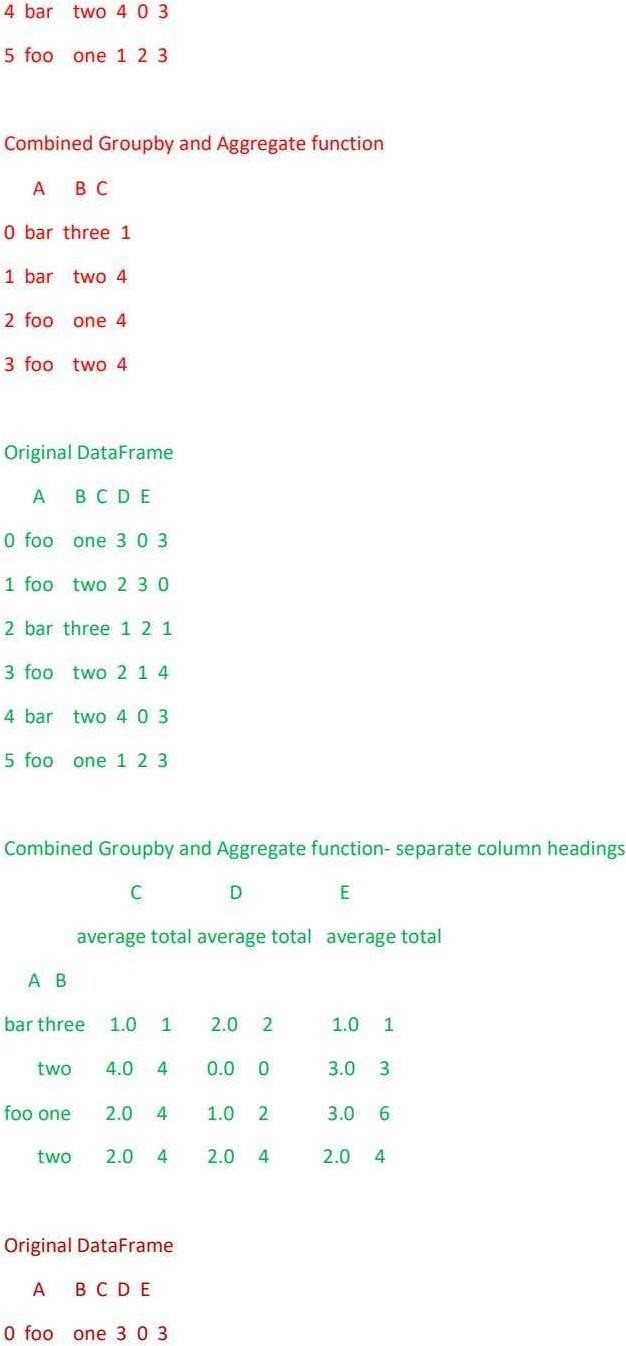 4 bar two 4 0 3
5 foo one 1 2 3
Combined Groupby and Aggregate function
A B C
0 bar three 1
1 bar two 4
2 foo one 4
3 foo two 4
Original DataFrame
A B C D E
0 foo one 3 0 3
1 foo two 2 3 0
2 bar three 1 2 1
3 foo two 2 1 4
4 bar two 4 0 3
5 foo one 1 2 3
Combined Groupby and Aggregate function- separate column headings
C D E
average total average total average total
A B
bar three 1.0 1 2.0 2 1.0 1
two 4.0 4 0.0 0 3.0 3
foo one 2.0 4 1.0 2 3.0 6
two 2.0 4 2.0 4 2.0 4
Original DataFrame
A B C D E
0 foo one 3 0 3